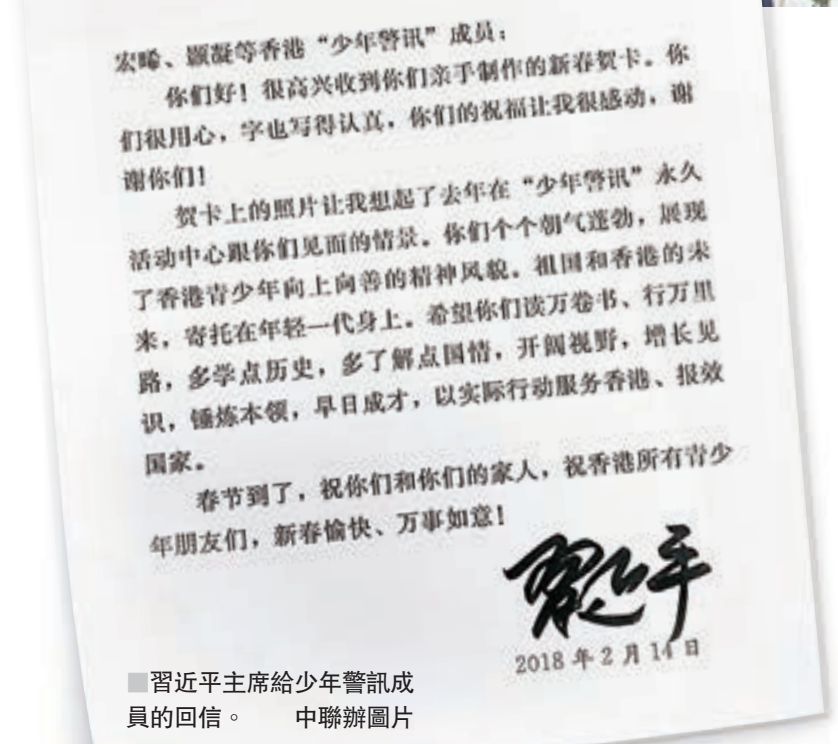 宏晞、颢凝等香港“少年警讯”成员：
你们好！很高兴收到你们亲手制作的新春贺卡。你
们很用心，字也写得认真，你们的祝福让我很感动，谢
谢你们！
贺卡上的照片让我想起了去年在“少年警讯”永久
活动中心跟你们见面的情景。你们个个朝气蓬勃，展现
了香港青少年向上向善的精神风貌。祖国和香港的未
来，寄托在年轻一代身上。希望你们读万卷书、行万里
路，多学点历史，多了解点国情，开阔视野，增长见
识，锤炼本领，早日成才，以实际行动服务香港、报效
国家。
春节到了，祝你们和你们的家人，祝香港所有青少
年朋友们，新春愉快、万事如意！
习近平
2018 年 2 月 14 日
■習近平主席給少年警訊成
員的回信。 中聯辦圖片